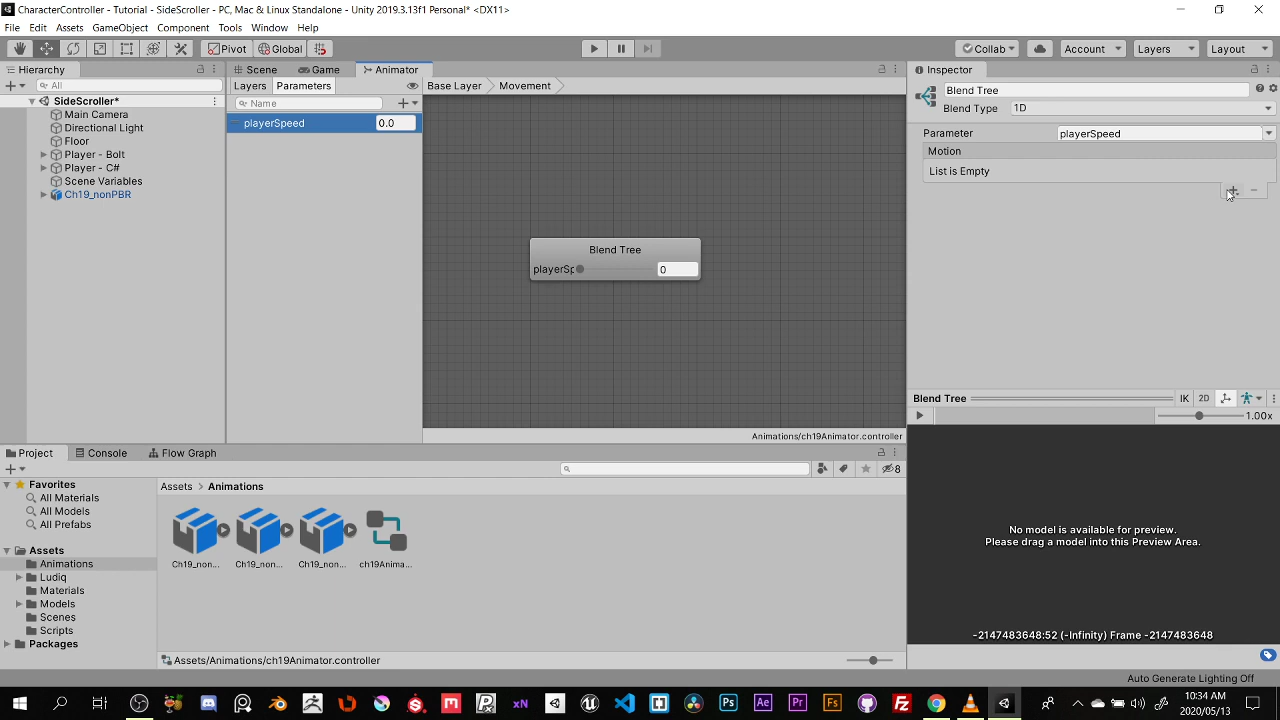 CharacterController - Tutorial - SideScroller - PC, Mac & Linux Standalone - Unity 2019.3.13f1 Personal* <DX11>
File Edit Assets GameObject Component Tools Window Help
Pivot Global Collab Account Layers Layout
Hierarchy
All
SideScroller*
Main Camera
Directional Light
Floor
Player - Bolt
Player - C#
Scene Variables
Ch19_nonPBR
Scene Game Animator
Layers Parameters
Name
playerSpeed 0.0
Base Layer Movement
Blend Tree
playerSp 0
Animations/ch19Animator.controller
Inspector
Blend Tree
Blend Type 1D
Parameter playerSpeed
Motion
List is Empty
Blend Tree IK 2D
1.00x
No model is available for preview.
Please drag a model into this Preview Area.
-2147483648:52 (-Infinity) Frame -2147483648
Project Console Flow Graph
8
Favorites
All Materials
All Models
All Prefabs
Assets
Animations
Ludiq
Materials
Models
Scenes
Scripts
Packages
Assets > Animations
Ch19_non... Ch19_non... Ch19_non... ch19Anima...
Assets/Animations/ch19Animator.controller
Auto Generate Lighting Off
xN Ps Ae Pr Fs
10:34 AM
2020/05/13